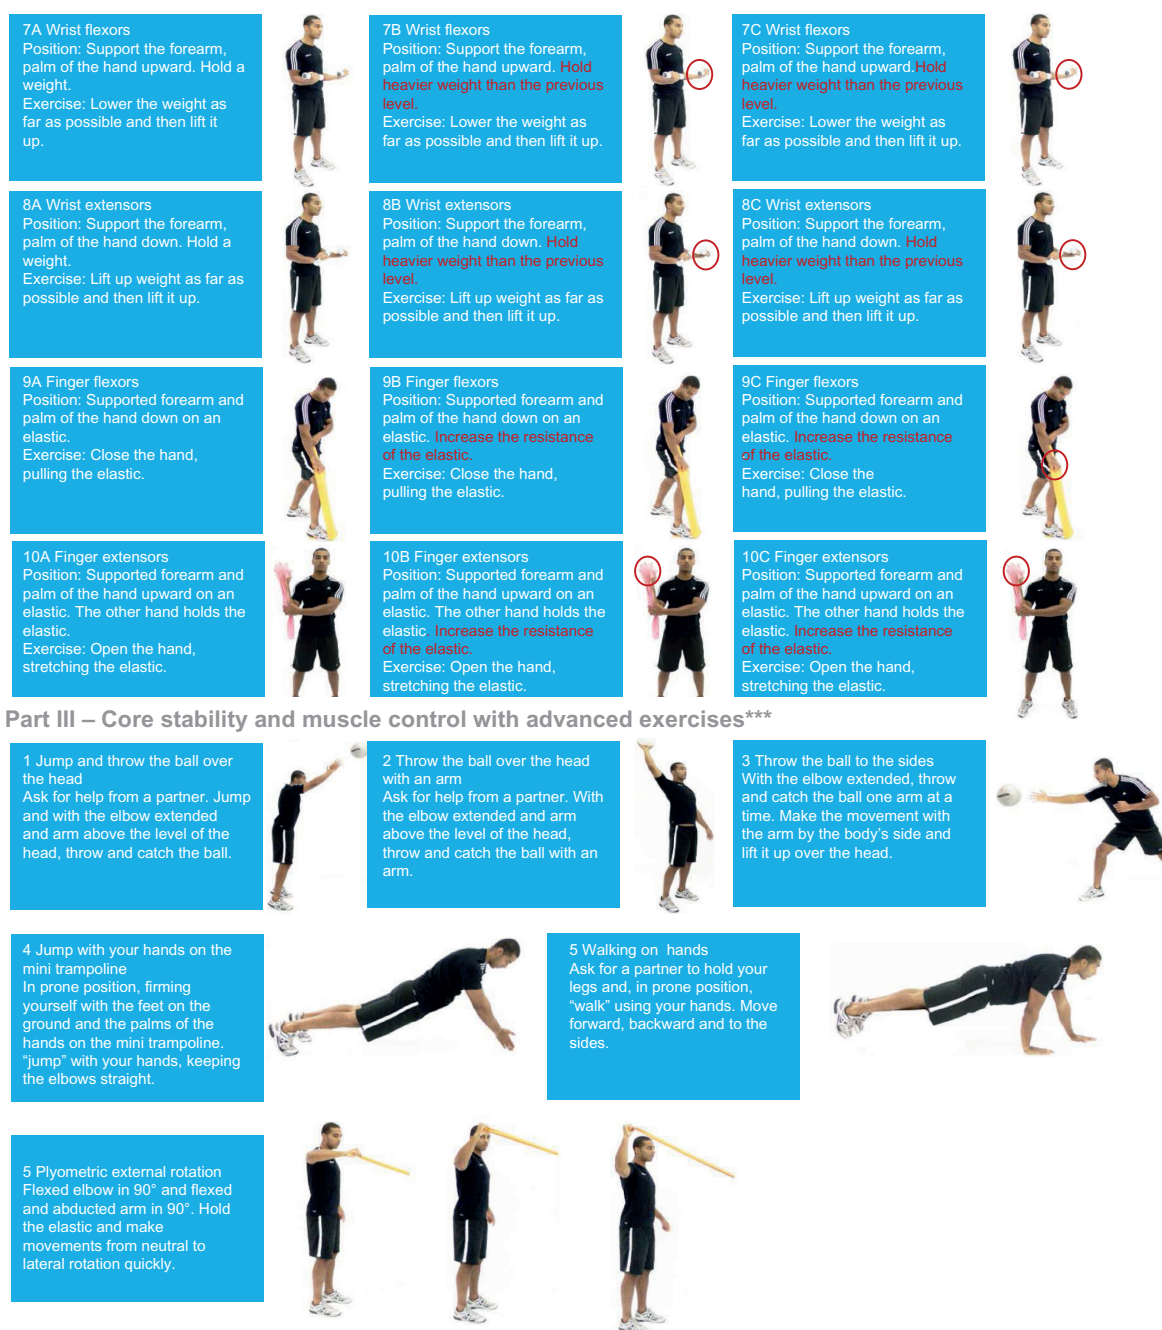 7A Wrist flexors
Position: Support the forearm,
palm of the hand upward. Hold a
weight.
Exercise: Lower the weight as
far as possible and then lift it
up.
7B Wrist flexors
Position: Support the forearm,
palm of the hand upward. Hold
heavier weight than the previous
level.
Exercise: Lower the weight as
far as possible and then lift it up.
7C Wrist flexors
Position: Support the forearm,
palm of the hand upward.Hold
heavier weight than the previous
level.
Exercise: Lower the weight as
far as possible and then lift it up.
8A Wrist extensors
Position: Support the forearm,
palm of the hand down. Hold a
weight.
Exercise: Lift up weight as far as
possible and then lift it up.
8B Wrist extensors
Position: Support the forearm,
palm of the hand down. Hold
heavier weight than the previous
level.
Exercise: Lift up weight as far as
possible and then lift it up.
8C Wrist extensors
Position: Support the forearm,
palm of the hand down. Hold
heavier weight than the previous
level.
Exercise: Lift up weight as far as
possible and then lift it up.
9A Finger flexors
Position: Supported forearm and
palm of the hand down on an
elastic.
Exercise: Close the hand,
pulling the elastic.
9B Finger flexors
Position: Supported forearm and
palm of the hand down on an
elastic. Increase the resistance
of the elastic.
Exercise: Close the hand,
pulling the elastic.
9C Finger flexors
Position: Supported forearm and
palm of the hand down on an
elastic. Increase the resistance
of the elastic.
Exercise: Close the
hand, pulling the elastic.
10A Finger extensors
Position: Supported forearm and
palm of the hand upward on an
elastic. The other hand holds the
elastic.
Exercise: Open the hand,
stretching the elastic.
10B Finger extensors
Position: Supported forearm and
palm of the hand upward on an
elastic. The other hand holds the
elastic. Increase the resistance
of the elastic.
Exercise: Open the hand,
stretching the elastic.
10C Finger extensors
Position: Supported forearm and
palm of the hand upward on an
elastic. The other hand holds the
elastic. Increase the resistance
of the elastic.
Exercise: Open the hand,
stretching the elastic.
Part III – Core stability and muscle control with advanced exercises***
1 Jump and throw the ball over
the head
Ask for help from a partner. Jump
and with the elbow extended
and arm above the level of the
head, throw and catch the ball.
2 Throw the ball over the head
with an arm
Ask for help from a partner. With
the elbow extended and arm
above the level of the head,
throw and catch the ball with an
arm.
3 Throw the ball to the sides
With the elbow extended, throw
and catch the ball one arm at a
time. Make the movement with
the arm by the body's side and
lift it up over the head.
4 Jump with your hands on the
mini trampoline
In prone position, firming
yourself with the feet on the
ground and the palms of the
hands on the mini trampoline.
“jump” with your hands, keeping
the elbows straight.
5 Walking on hands
Ask for a partner to hold your
legs and, in prone position,
“walk” using your hands. Move
forward, backward and to the
sides.
5 Plyometric external rotation
Flexed elbow in 90° and flexed
and abducted arm in 90°. Hold
the elastic and make
movements from neutral to
lateral rotation quickly.